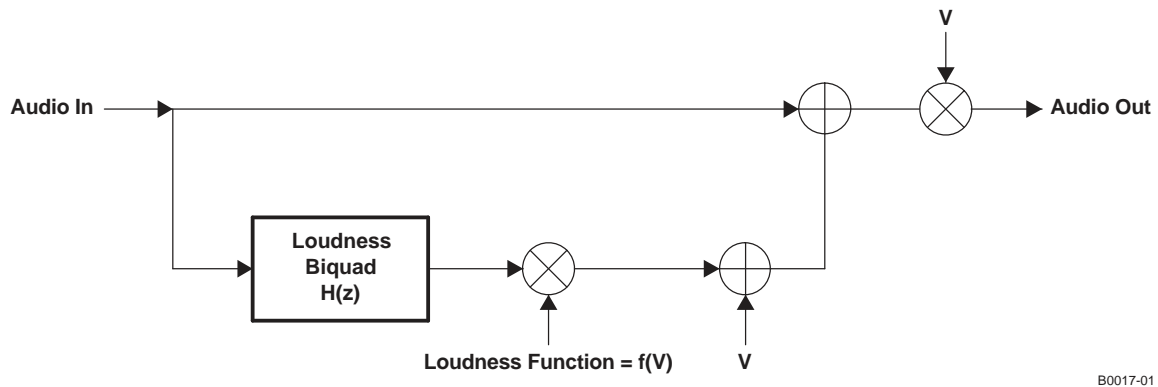 V
Audio In
Audio Out
Loudness
Biquad
H(z)
Loudness Function = f(V)
V
B0017-01